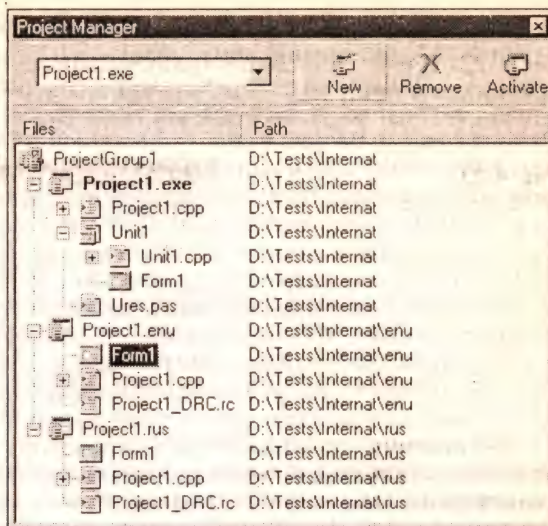 Project Manager
Project1.exe
New Remove Activate
Files Path
ProjectGroup1 D:\Tests\Internat
Project1.exe D:\Tests\Internat
Project1.cpp D:\Tests\Internat
Unit1 D:\Tests\Internat
Unit1.cpp D:\Tests\Internat
Form1 D:\Tests\Internat
Ures.pas D:\Tests\Internat
Project1.enu D:\Tests\Internat\enu
Form1 D:\Tests\Internat\enu
Project1.cpp D:\Tests\Internat\enu
Project1_DRC.rc D:\Tests\Internat\enu
Project1.rus D:\Tests\Internat\rus
Form1 D:\Tests\Internat\rus
Project1.cpp D:\Tests\Internat\rus
Project1_DRC.rc D:\Tests\Internat\rus